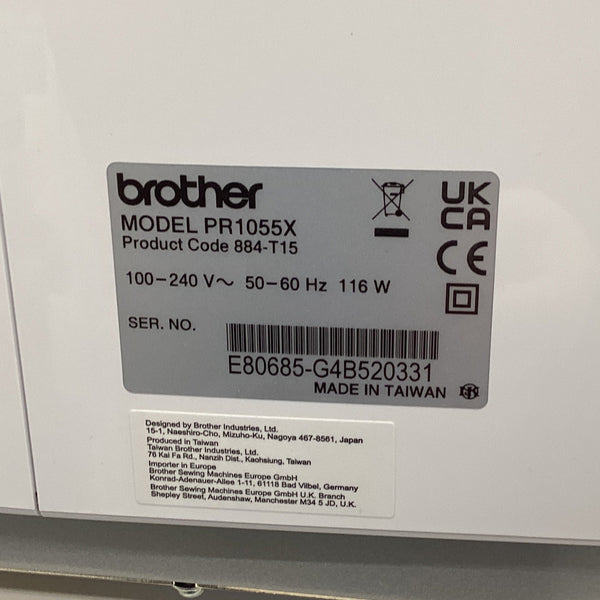 brother
MODEL PR1055X
Product Code 884-T15
100-240 V~ 50-60 Hz 116 W
SER. NO.
E80685-G4B520331
MADE IN TAIWAN
UK
CA
CE
Designed by Brother Industries, Ltd.
15-1, Naeshiro-Cho, Mizuho-Ku, Nagoya 467-8561, Japan
Produced in Taiwan
Taiwan Brother Industries, Ltd.
76 Kai Fa Rd., Nanzih Dist., Kaohsiung, Taiwan
Importer in Europe
Brother Sewing Machines Europe GmbH
Konrad-Adenauer-Allee 1-11, 61118 Bad Vilbel, Germany
Brother Sewing Machines Europe GmbH U.K. Branch
Shepley Street, Audenshaw, Manchester M34 5 JD, U.K.